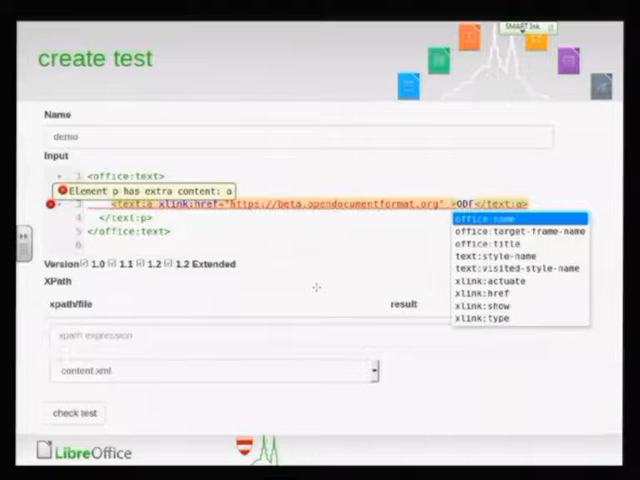 SMART Ink
create test
Name
demo
Input
1 <office:text>
Element p has extra content: a
3 <text:a xlink:href="https://beta.opendocumentformat.org" >ODF</text:a>
4 </text:p>
5 </office:text>
6
office:name
office:target-frame-name
office:title
text:style-name
text:visited-style-name
xlink:actuate
xlink:href
xlink:show
xlink:type
Version 1.0 1.1 1.2 1.2 Extended
XPath
xpath/file result
xpath expression
content.xml
check test
LibreOffice